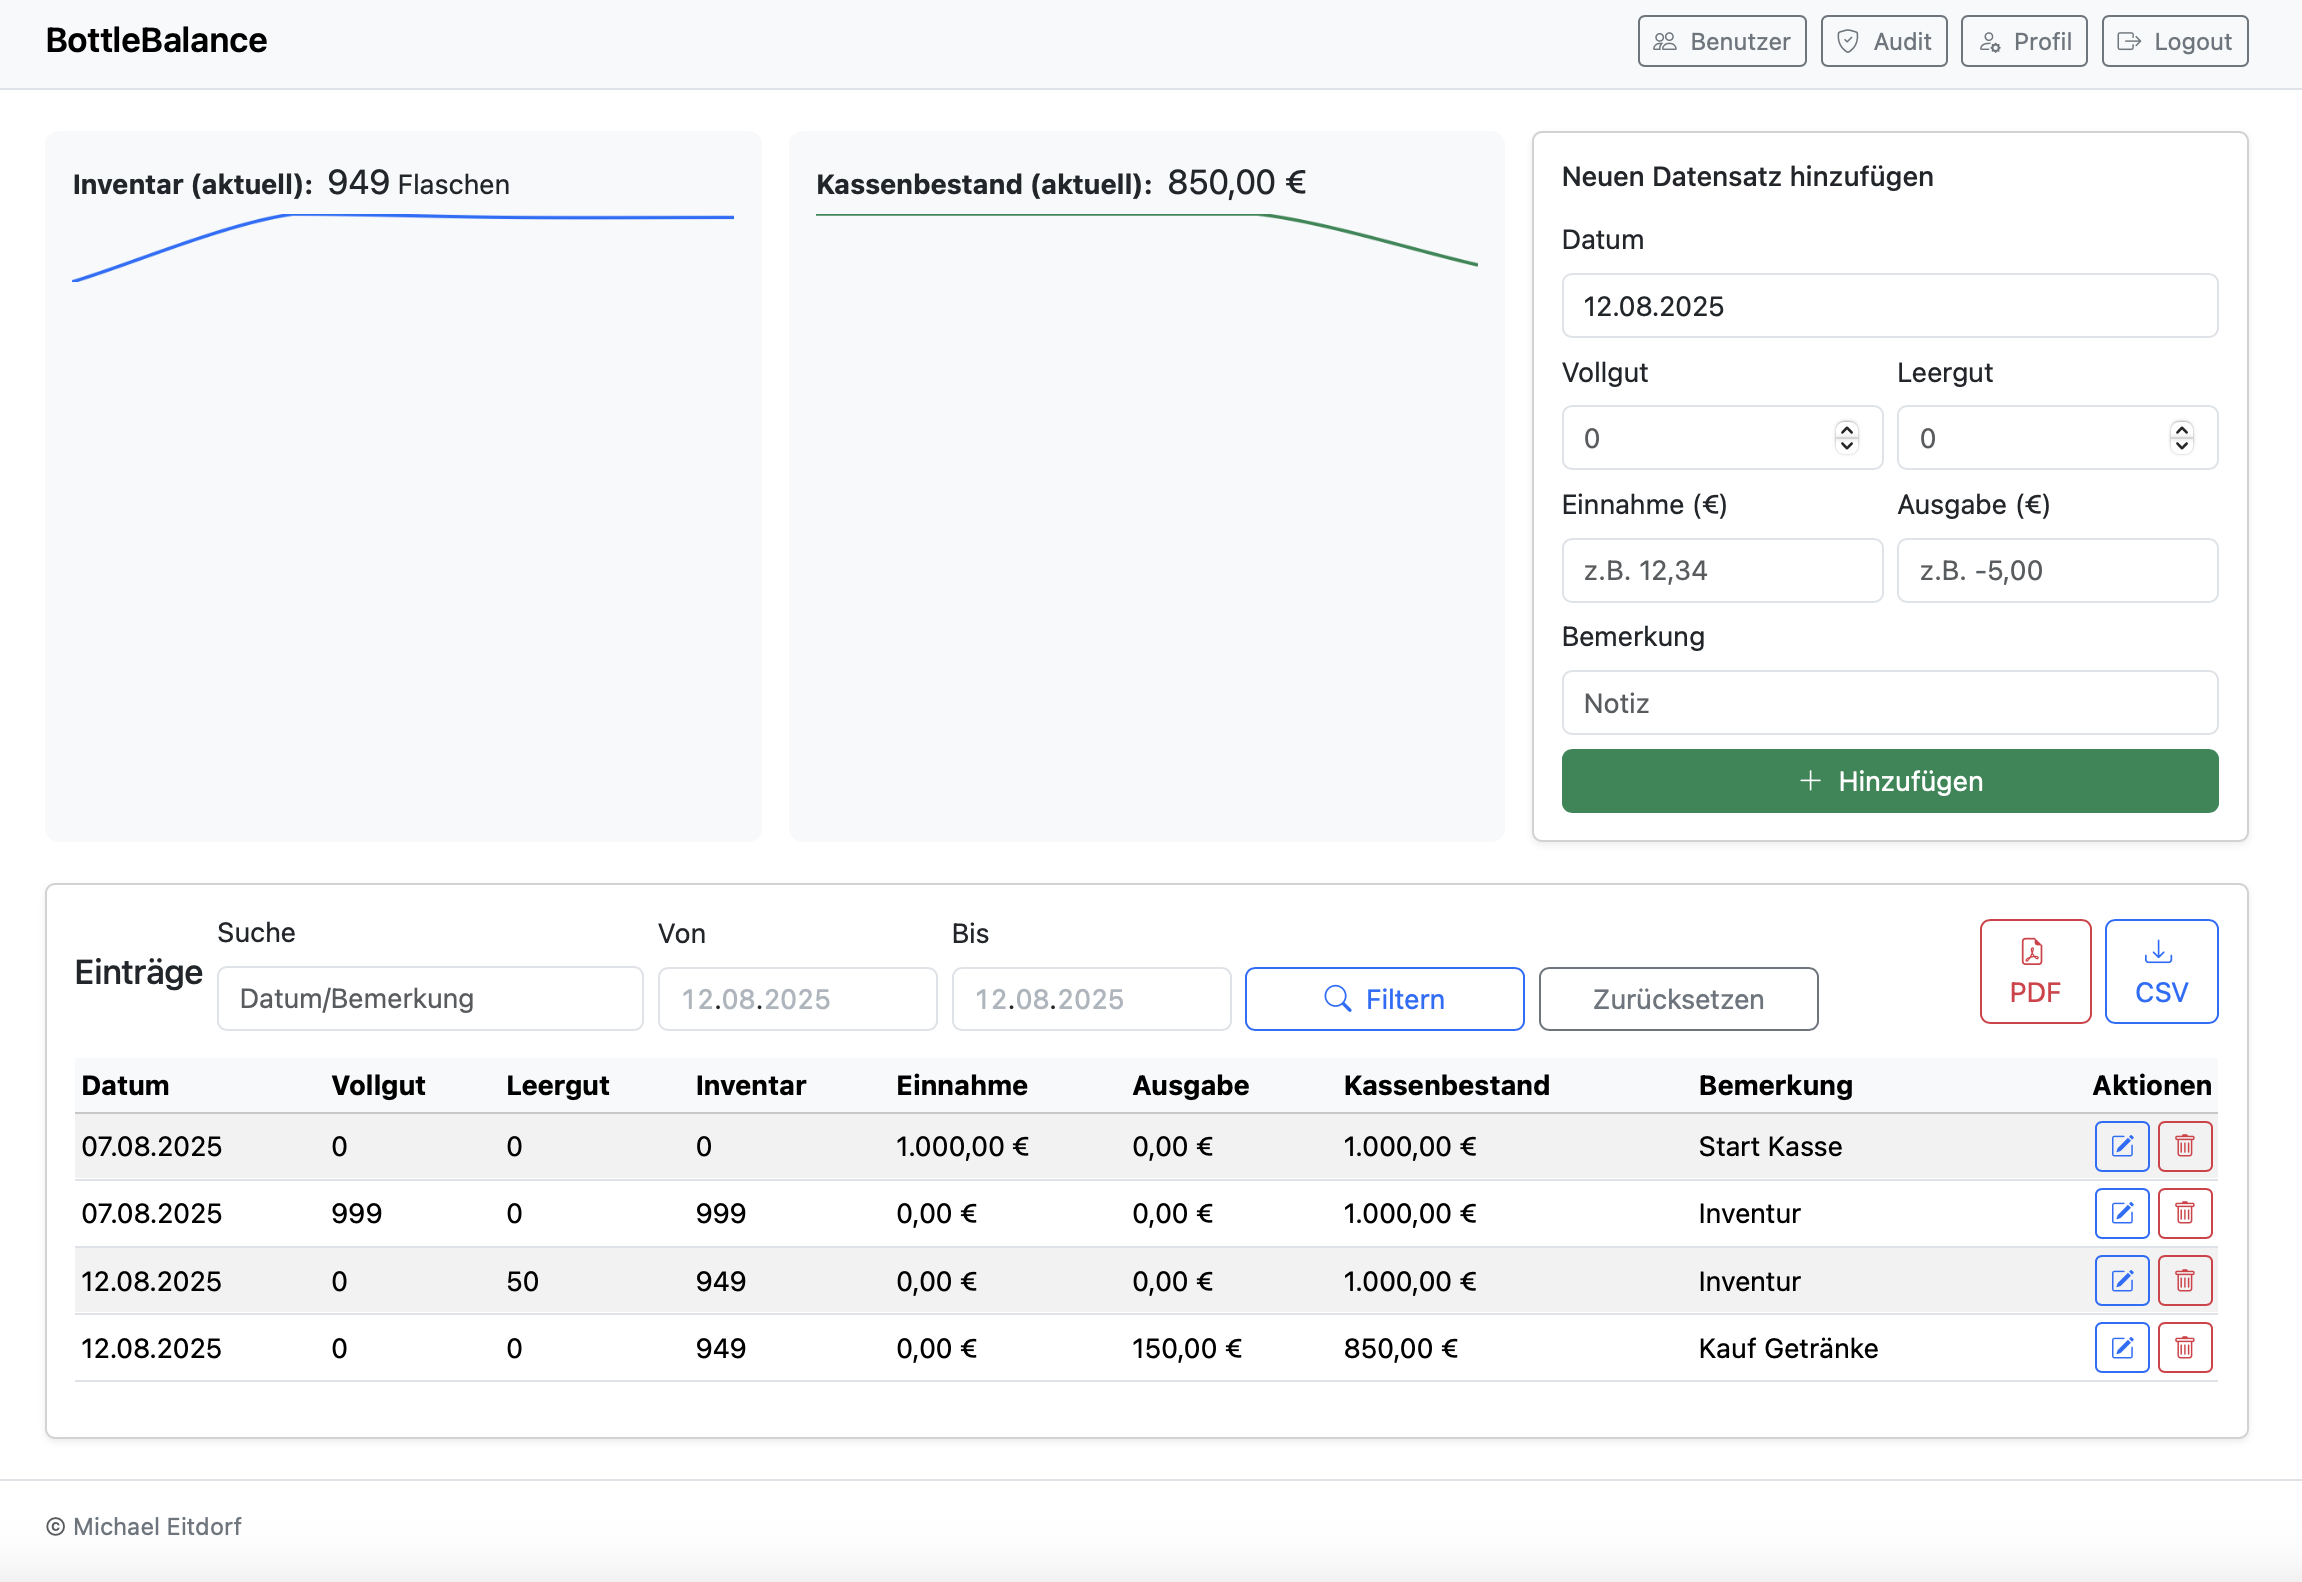 BottleBalance
Benutzer
Audit
Profil
Logout
Inventar (aktuell): 949 Flaschen
Kassenbestand (aktuell): 850,00 €
Neuen Datensatz hinzufügen
Datum
12.08.2025
Vollgut Leergut
0 0
Einnahme (€) Ausgabe (€)
z.B. 12,34 z.B. -5,00
Bemerkung
Notiz
Hinzufügen
Einträge
Suche Von Bis
Datum/Bemerkung 12.08.2025 12.08.2025 Filtern Zurücksetzen
PDF CSV
Datum Vollgut Leergut Inventar Einnahme Ausgabe Kassenbestand Bemerkung Aktionen
07.08.2025 0 0 0 1.000,00 € 0,00 € 1.000,00 € Start Kasse
07.08.2025 999 0 999 0,00 € 0,00 € 1.000,00 € Inventur
12.08.2025 0 50 949 0,00 € 0,00 € 1.000,00 € Inventur
12.08.2025 0 0 949 0,00 € 150,00 € 850,00 € Kauf Getränke
© Michael Eitdorf